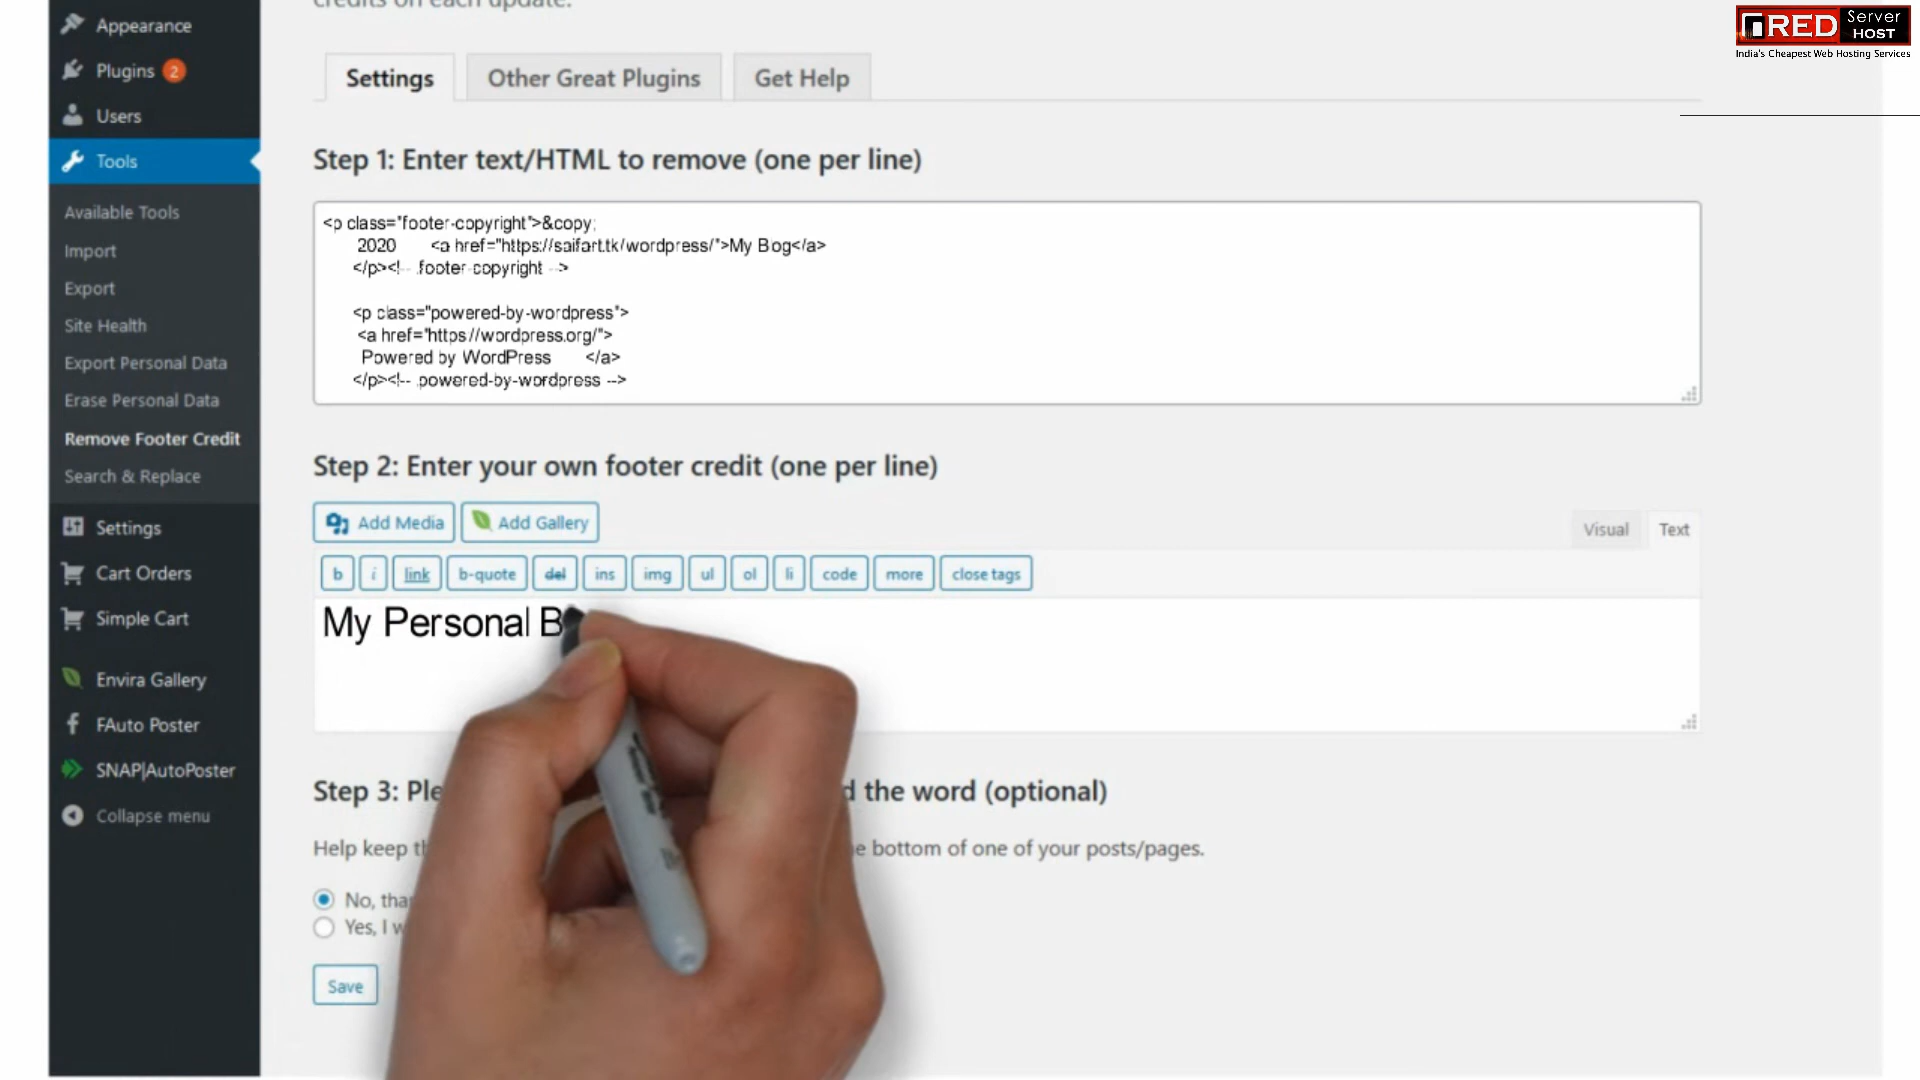 credits on each update.
Appearance
Plugins 2
Users
Tools
Available Tools
Import
Export
Site Health
Export Personal Data
Erase Personal Data
Remove Footer Credit
Search & Replace
Settings
Cart Orders
Simple Cart
Envira Gallery
FAuto Poster
SNAP|AutoPoster
Collapse menu
RED Server HOST
India's Cheapest Web Hosting Services
Settings Other Great Plugins Get Help
Step 1: Enter text/HTML to remove (one per line)
<p class="footer-copyright">&copy;
2020 <a href="https://saifart.tk/wordpress/">My Bog</a>
</p><!-- .footer-copyright -->
<p class="powered-by-wordpress">
<a href="https://wordpress.org/">
Powered by WordPress </a>
</p><!-- .powered-by-wordpress -->
Step 2: Enter your own footer credit (one per line)
Add Media Add Gallery
Visual Text
b i link b-quote del ins img ul ol li code more close tags
My Personal B
Step 3: d the word (optional)
Help keep bottom of one of your posts/pages.
No,
Yes, I
Save